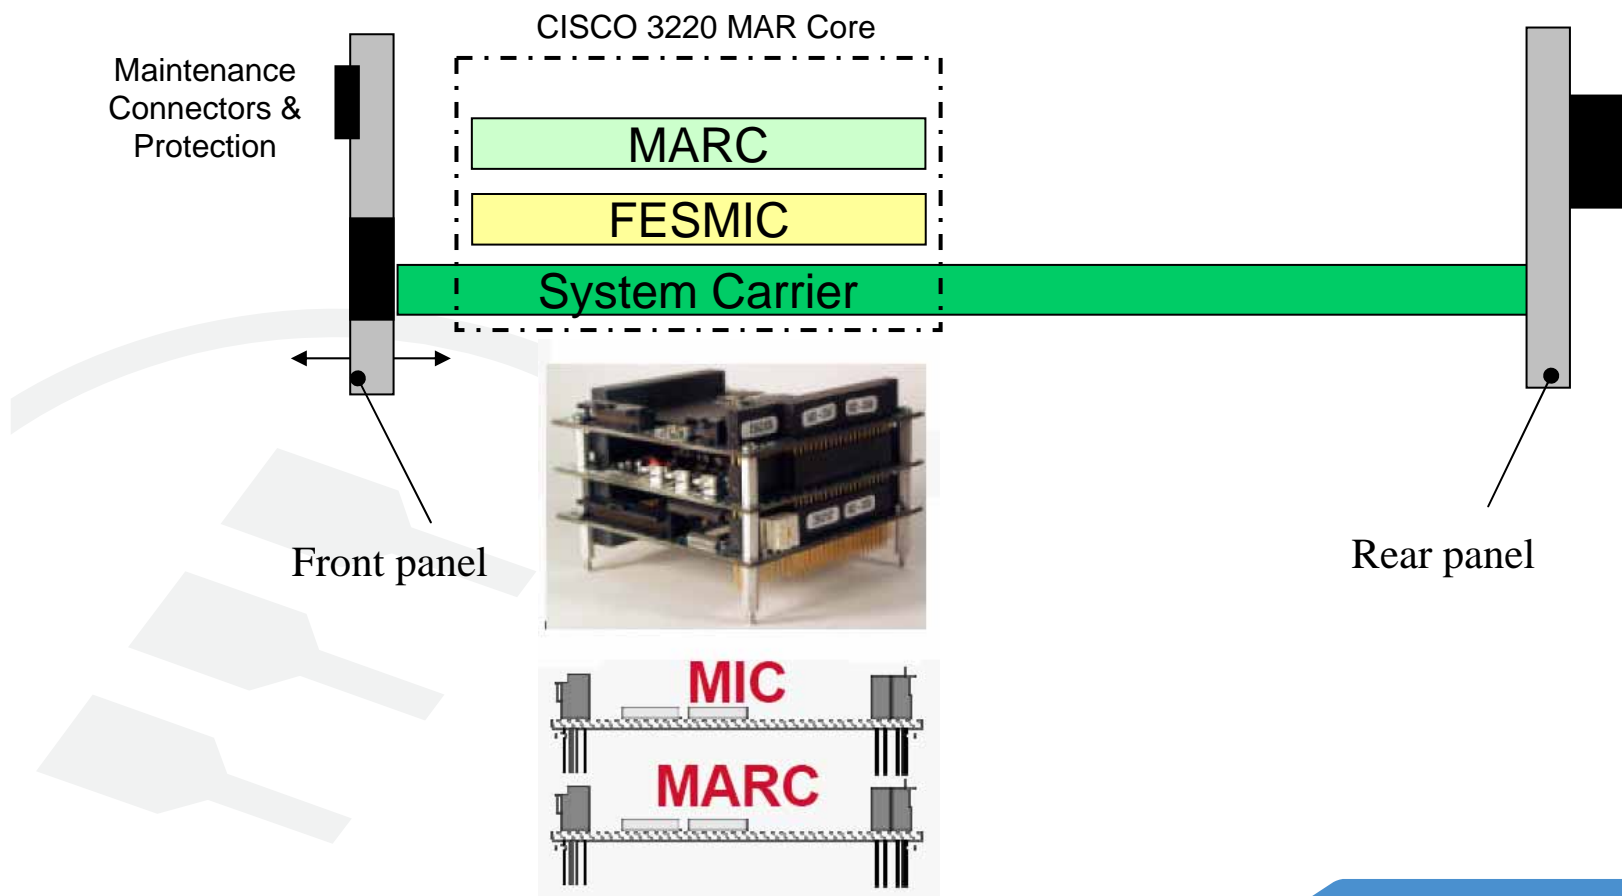 CISCO 3220 MAR Core
Maintenance
Connectors &
Protection
MARC
FESMIC
System Carrier
Front panel
Rear panel
MIC
MARC